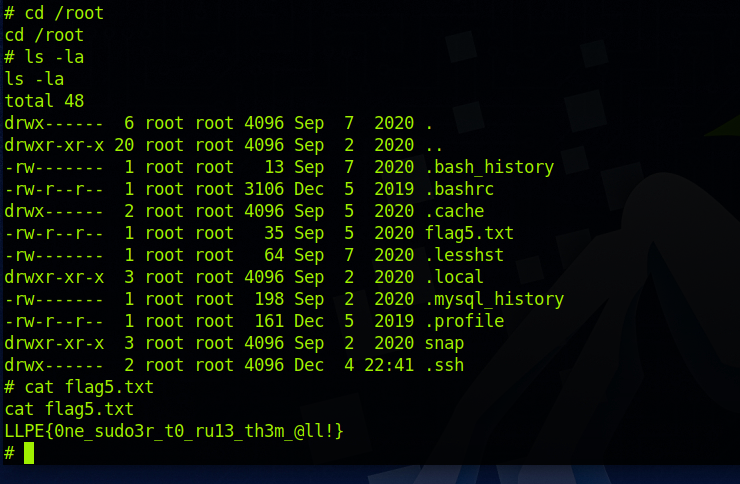 # cd /root
cd /root
# ls -la
ls -la
total 48
drwx------  6 root root 4096 Sep  7  2020 .
drwxr-xr-x 20 root root 4096 Sep  2  2020 ..
-rw-------  1 root root   13 Sep  7  2020 .bash_history
-rw-r--r--  1 root root 3106 Dec  5  2019 .bashrc
drwx------  2 root root 4096 Sep  5  2020 .cache
-rw-r--r--  1 root root   35 Sep  5  2020 flag5.txt
-rw-------  1 root root   64 Sep  7  2020 .lesshst
drwxr-xr-x  3 root root 4096 Sep  2  2020 .local
-rw-------  1 root root  198 Sep  2  2020 .mysql_history
-rw-r--r--  1 root root  161 Dec  5  2019 .profile
drwxr-xr-x  3 root root 4096 Sep  2  2020 snap
drwx------  2 root root 4096 Dec  4 22:41 .ssh
# cat flag5.txt
cat flag5.txt
LLPE{0ne_sudo3r_t0_ru13_th3m_@ll!}
#